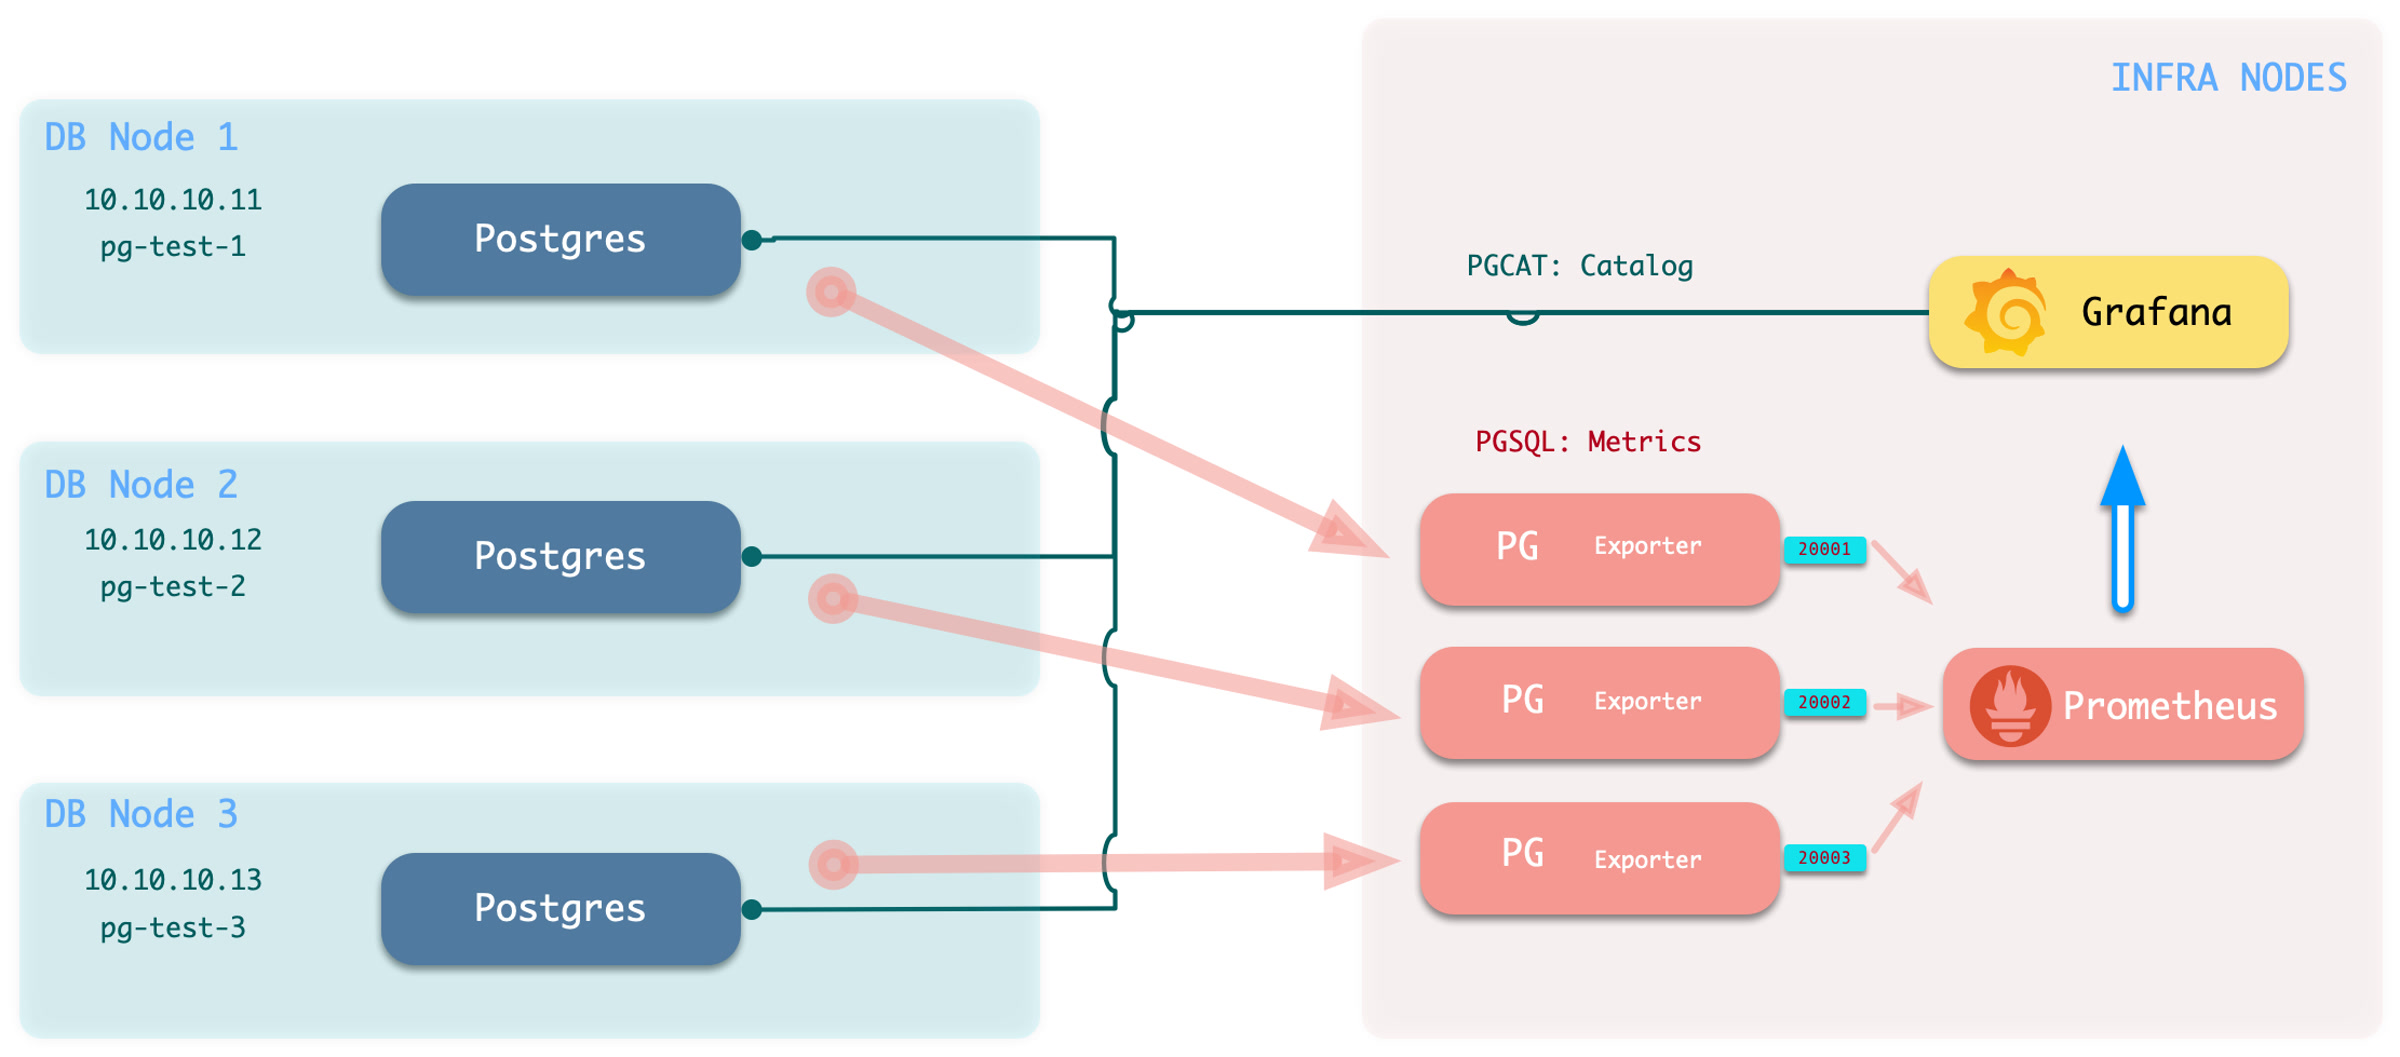 INFRA NODES
DB Node 1
10.10.10.11
pg-test-1
Postgres
PGCAT: Catalog
Grafana
PGSQL: Metrics
DB Node 2
10.10.10.12
pg-test-2
Postgres
PG Exporter
20001
PG Exporter
20002
Prometheus
DB Node 3
10.10.10.13
pg-test-3
Postgres
PG Exporter
20003